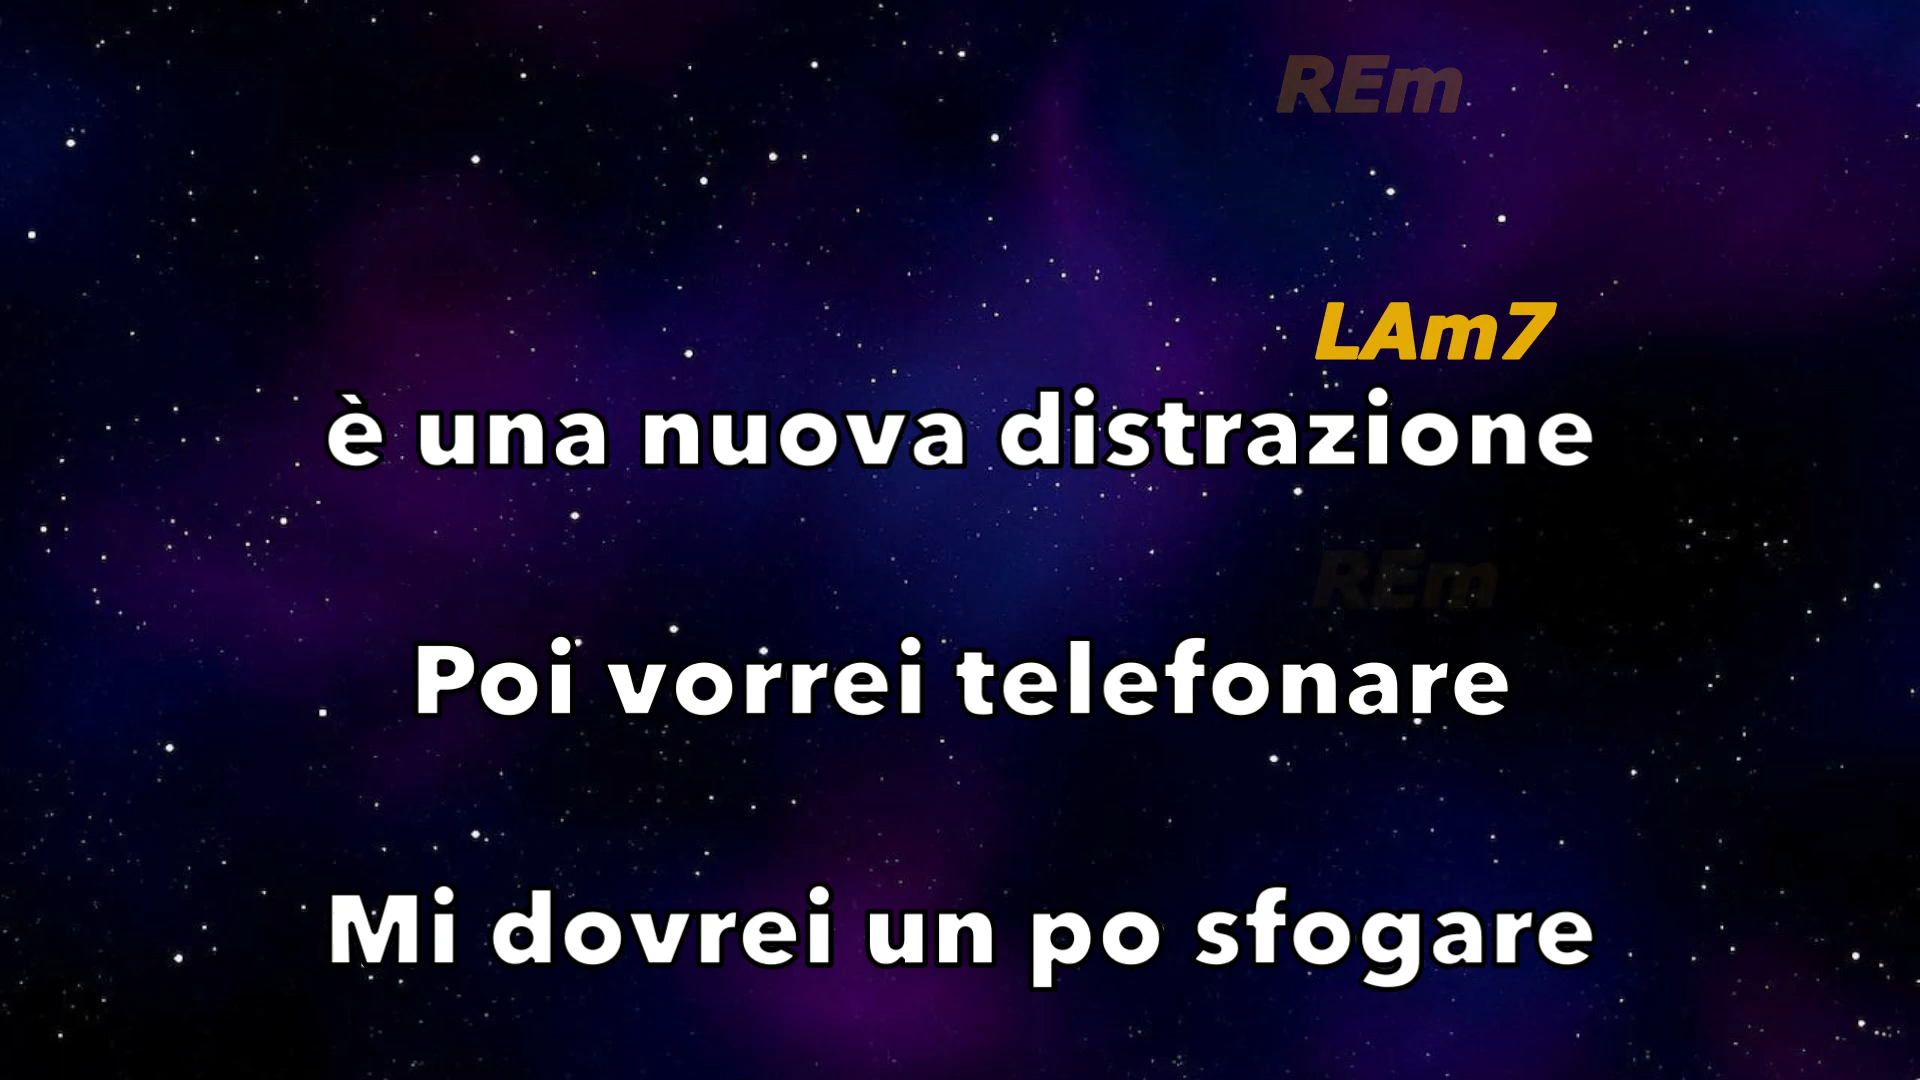 REm
LAm7
è una nuova distrazione
REm
Poi vorrei telefonare
Mi dovrei un po sfogare